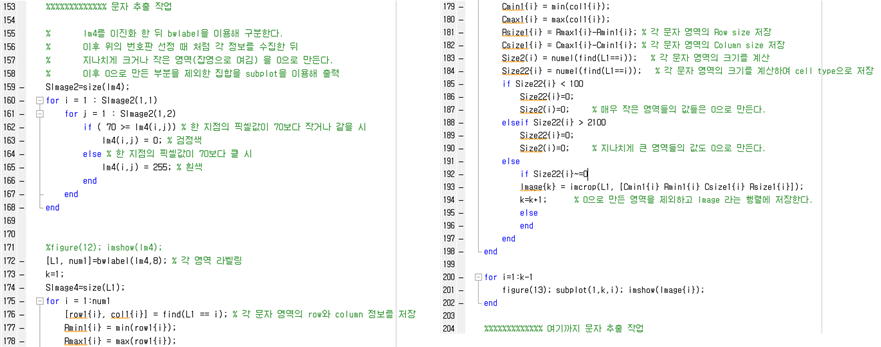 153 %%%%%%%%%%%%% 문자 추출 작업
154
155 % Im4를 이진화 한 뒤 bwlabel을 이용해 구분한다.
156 % 이후 위의 번호판 선정 때 처럼 각 정보를 수집한 뒤
157 % 지나치게 크거나 작은 영역(잡영으로 여김) 을 0으로 만든다.
158 % 이후 0으로 만든 부분을 제외한 집합을 subplot을 이용해 출력
159 – SImage2=size(Im4);
160 – for i = 1 : SImage2(1,1)
161 – for j = 1 : SImage2(1,2)
162 – if ( 70 >= Im4(i,j)) % 한 지점의 픽셀값이 70보다 작거나 같을 시
163 – Im4(i,j) = 0; % 검정색
164 – else % 한 지점의 픽셀값이 70보다 클 시
165 – Im4(i,j) = 255; % 흰색
166 – end
167 – end
168 – end
169
170
171 %figure(12); imshow(Im4);
172 – [L1, num1]=bwlabel(Im4,8); % 각 영역 라벨링
173 – k=1;
174 – SImage4=size(L1);
175 – for i = 1:num1
176 – [row1{i}, col1{i}] = find(L1 == i); % 각 문자 영역의 row와 column 정보를 저장
177 – Rmin1{i} = min(row1{i});
178 – Rmax1{i} = max(row1{i});
179 – Cmin1{i} = min(col1{i});
180 – Cmax1{i} = max(col1{i});
181 – Rsize1{i} = Rmax1{i}-Rmin1{i}; % 각 문자 영역의 Row size 저장
182 – Csize1{i} = Cmax1{i}-Cmin1{i}; % 각 문자 영역의 Column size 저장
183 – Size2(i) = numel(find(L1==i)); % 각 문자 영역의 크기를 계산
184 – Size22{i} = numel(find(L1==i)); % 각 문자 영역의 크기를 계산하여 cell type으로 저장
185 – if Size22{i} < 100
186 – Size22{i}=0;
187 – Size2(i)=0; % 매우 작은 영역들의 값들은 0으로 만든다.
188 – elseif Size22{i} > 2100
189 – Size22{i}=0;
190 – Size2(i)=0; % 지나치게 큰 영역들의 값도 0으로 만든다.
191 – else
192 – if Size22{i}~=0
193 – Image{k} = imcrop(L1, [Cmin1{i} Rmin1{i} Csize1{i} Rsize1{i}]);
194 – k=k+1; % 0으로 만든 영역을 제외하고 Image 라는 행렬에 저장한다.
195 – else
196 – end
197 – end
198 – end
199
200 – for i=1:k-1
201 – figure(13); subplot(1,k,i); imshow(Image{i});
202 – end
203
204 %%%%%%%%%%%%% 여기까지 문자 추출 작업